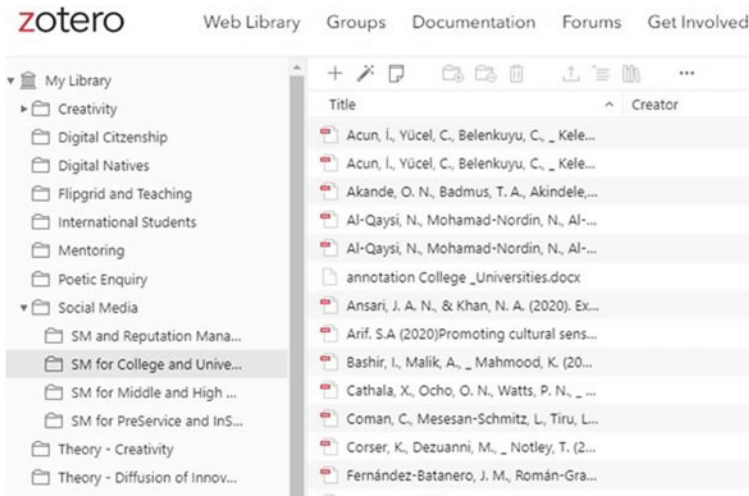 zotero Web Library Groups Documentation Forums Get Involved
My Library
Creativity
Digital Citzenship
Digital Natives
Flipgrid and Teaching
International Students
Mentoring
Poetic Enquiry
Social Media
SM and Reputation Mana...
SM for College and Unive...
SM for Middle and High ...
SM for PreService and InS...
Theory - Creativity
Theory - Diffusion of Innov...
Title Creator
Acun, İ., Yücel, C., Belenkuyu, C., _ Kele...
Acun, İ., Yücel, C., Belenkuyu, C., _ Kele...
Akande, O. N., Badmus, T. A., Akindele,...
Al-Qaysi, N., Mohamad-Nordin, N., Al-...
Al-Qaysi, N., Mohamad-Nordin, N., Al-...
annotation College _Universities.docx
Ansari, J. A. N., & Khan, N. A. (2020). Ex...
Arif. S.A (2020)Promoting cultural sens...
Bashir, I., Malik, A., _ Mahmood, K. (20...
Cathala, X., Ocho, O. N., Watts, P. N., _ ...
Coman, C., Mesesan-Schmitz, L., Tiru, L...
Corser, K., Dezuanni, M., _ Notley, T. (2...
Fernández-Batanero, J. M., Román-Gra...